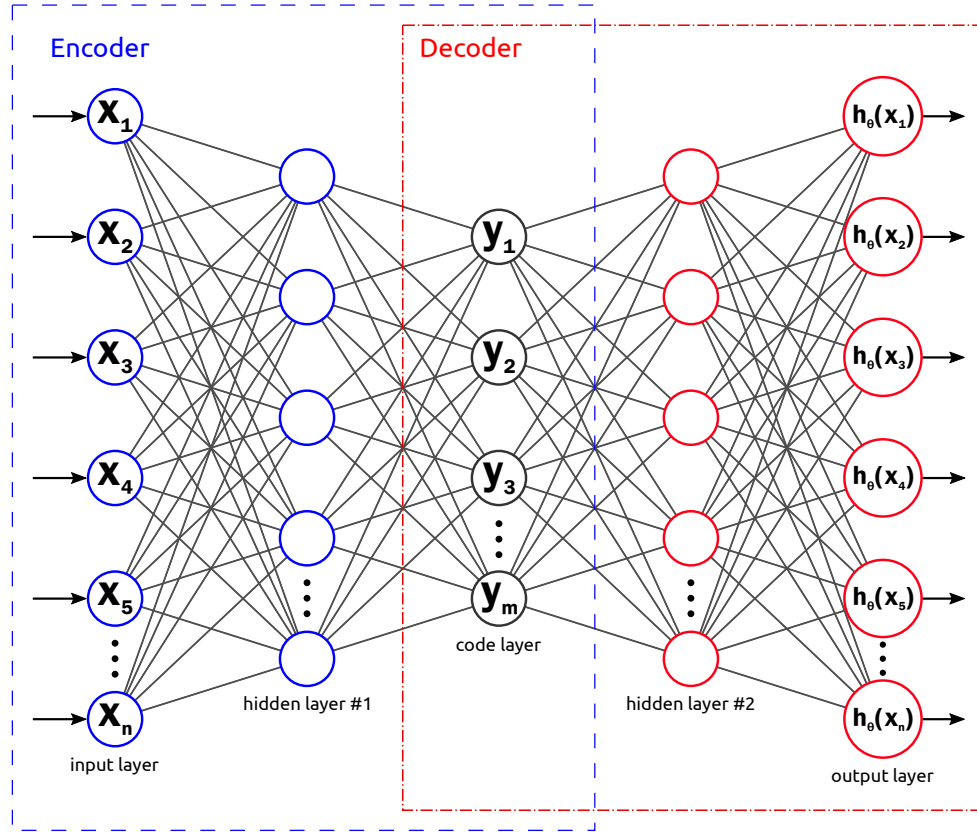 Encoder
Decoder
x₁
x₂
x₃
x₄
x₅
⋮
xₙ
input layer
⋮
hidden layer #1
y₁
y₂
y₃
⋮
yₘ
code layer
⋮
hidden layer #2
hθ(x₁)
hθ(x₂)
hθ(x₃)
hθ(x₄)
hθ(x₅)
⋮
hθ(xₙ)
output layer